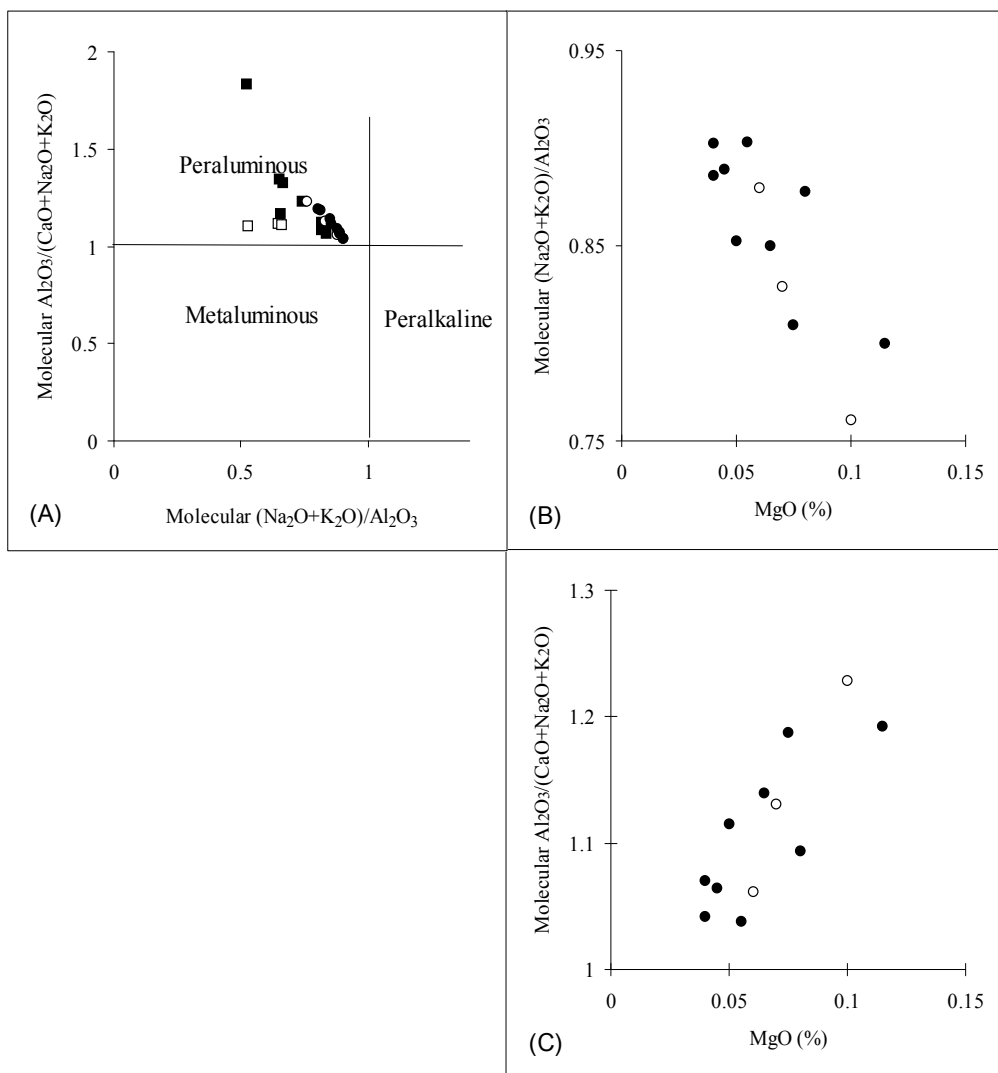 2
1.5
1
0.5
0
0
0.5
1
Molecular Al2O3/(CaO+Na2O+K2O)
Peraluminous
Metaluminous
Peralkaline
(A)
Molecular (Na2O+K2O)/Al2O3
0.95
0.85
0.75
0
0.05
0.1
0.15
Molecular (Na2O+K2O)/Al2O3
(B)
MgO (%)
1.3
1.2
1.1
1
0
0.05
0.1
0.15
Molecular Al2O3/(CaO+Na2O+K2O)
(C)
MgO (%)